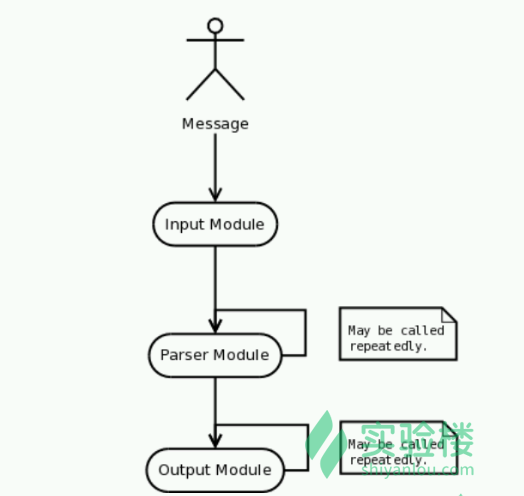 Message
Input Module
Parser Module
May be called
repeatedly.
Output Module
May be called
repeatedly.
实验楼
shiyanlou.com